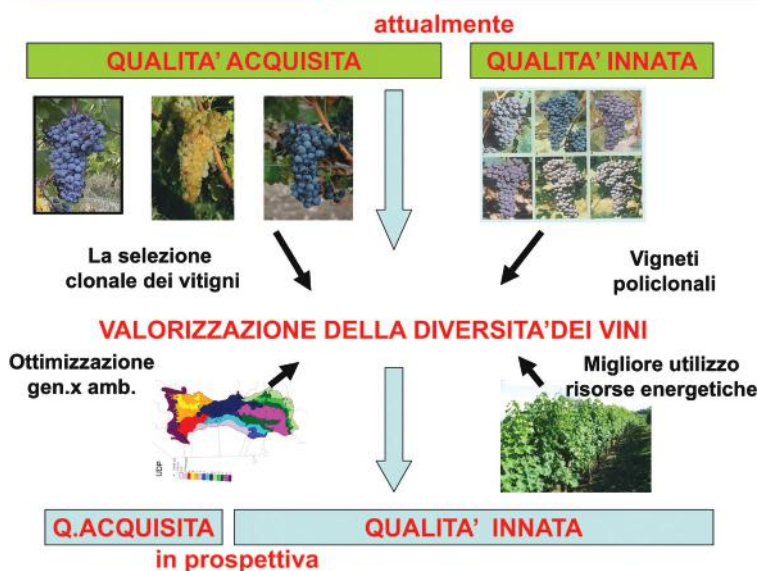 attualmente
QUALITA' ACQUISITA
QUALITA' INNATA
La selezione
clonale dei vitigni
Vigneti
policlonali
VALORIZZAZIONE DELLA DIVERSITA'DEI VINI
Ottimizzazione
gen.x amb.
Migliore utilizzo
risorse energetiche
UDP
Q.ACQUISITA
QUALITA' INNATA
in prospettiva